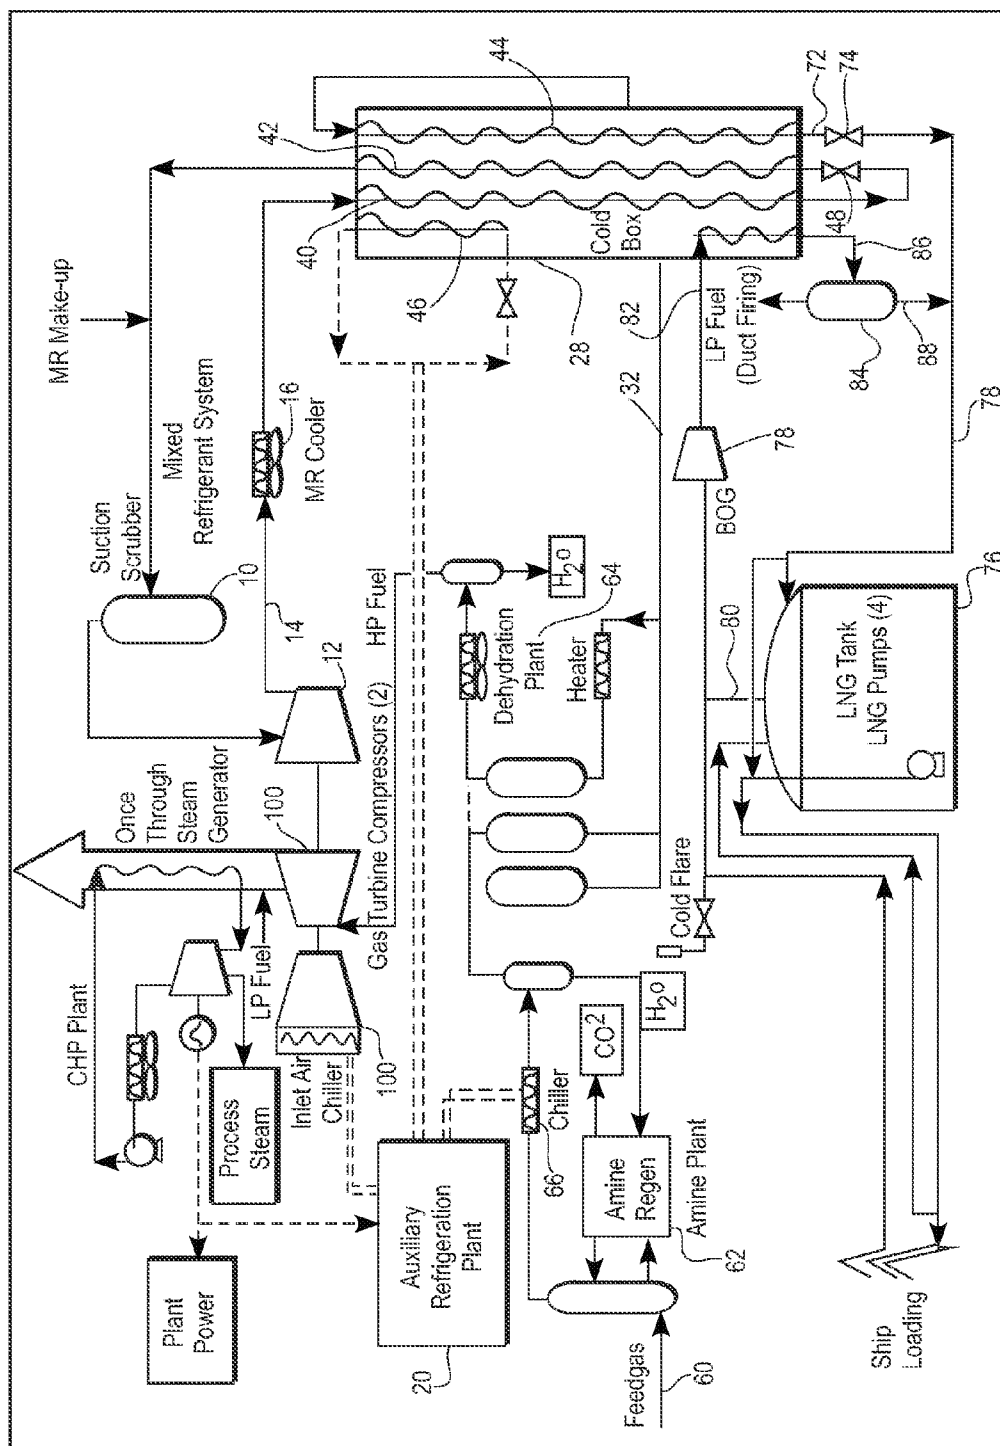 44
72
74
42
40
46
Cold
Box
48
86
MR Make-up
28
82
LP Fuel
(Duct Firing)
84
88
Mixed
Refrigerant System
16
MR Cooler
32
78
BOG
78
Suction
Scrubber
10
14
12
HP Fuel
H2O
64
Dehydration
Plant
Heater
80
76
LNG Tank
LNG Pumps (4)
Once
Through
Steam
Generator
100
Gas Turbine Compressors (2)
Cold Flare
CHP Plant
LP Fuel
100
Inlet Air
Chiller
Process
Steam
H2O
CO2
Chiller
66
Amine
Regen
Amine Plant
62
Plant
Power
Auxiliary
Refrigeration
Plant
20
Feedgas
60
Ship
Loading